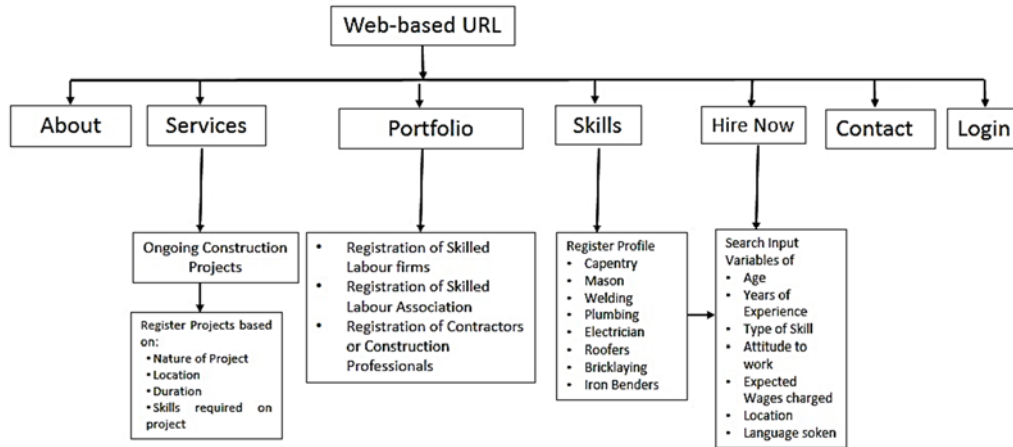 Web-based URL
About
Services
Portfolio
Skills
Hire Now
Contact
Login
Ongoing Construction
Projects
Register Projects based
on:
• Nature of Project
• Location
• Duration
• Skills required on
project
• Registration of Skilled
Labour firms
• Registration of Skilled
Labour Association
• Registration of Contractors
or Construction
Professionals
Register Profile
• Capentry
• Mason
• Welding
• Plumbing
• Electrician
• Roofers
• Bricklaying
• Iron Benders
Search Input
Variables of
• Age
• Years of
Experience
• Type of Skill
• Attitude to
work
• Expected
Wages charged
• Location
• Language soken